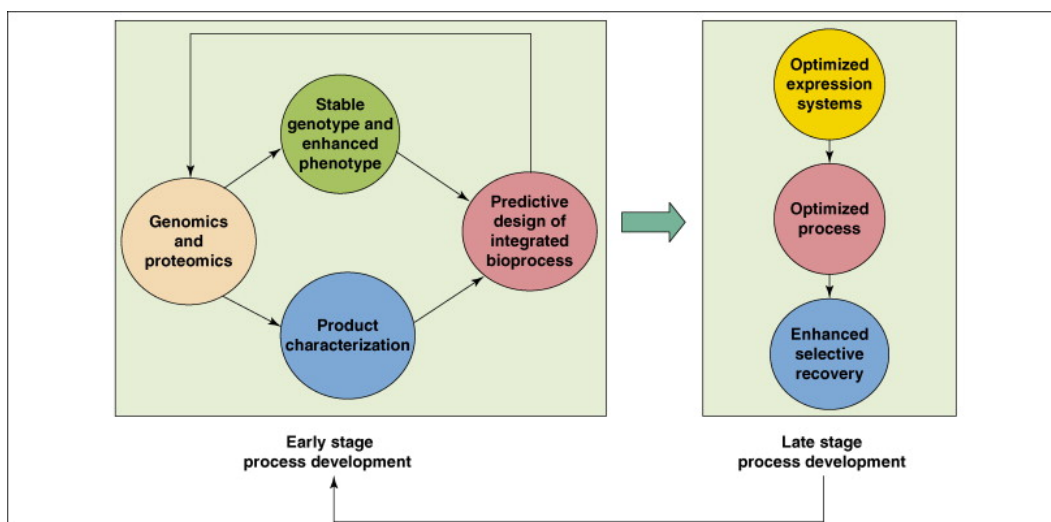 Stable
genotype and
enhanced
phenotype
Genomics
and
proteomics
Predictive
design of
integrated
bioprocess
Product
characterization
Early stage
process development
Optimized
expression
systems
Optimized
process
Enhanced
selective
recovery
Late stage
process development